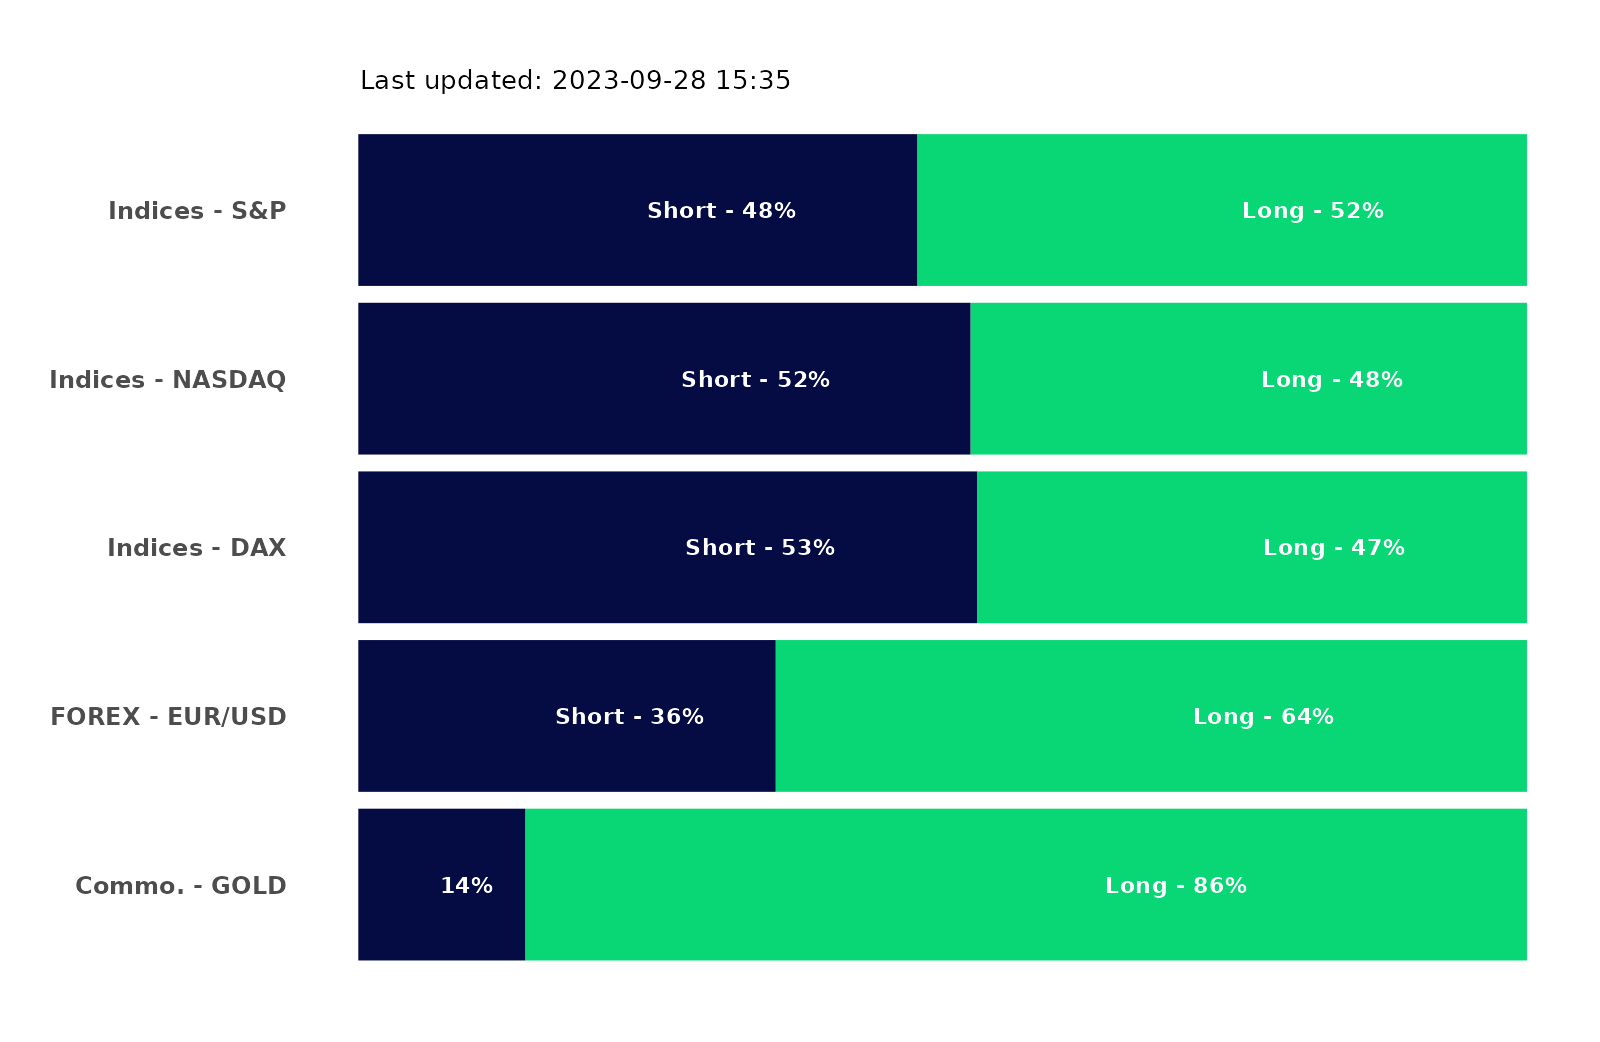 Last updated: 2023-09-28 15:35
Indices - S&P
Short - 48%
Long - 52%
Indices - NASDAQ
Short - 52%
Long - 48%
Indices - DAX
Short - 53%
Long - 47%
FOREX - EUR/USD
Short - 36%
Long - 64%
Commo. - GOLD
14%
Long - 86%